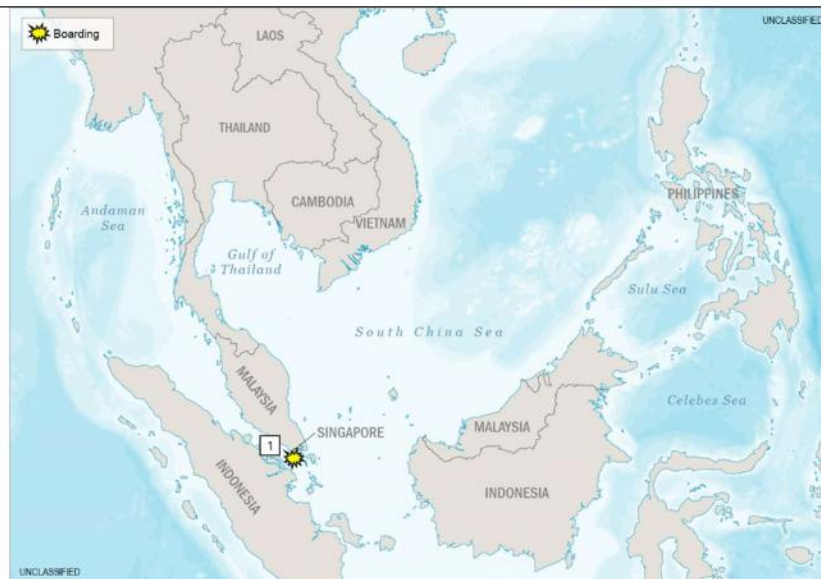 Boarding
UNCLASSIFIED
LAOS
THAILAND
CAMBODIA
VIETNAM
PHILIPPINES
Andaman
Sea
Gulf of
Thailand
Sulu Sea
South China Sea
MALAYSIA
Celebes Sea
1
SINGAPORE
MALAYSIA
INDONESIA
INDONESIA
UNCLASSIFIED